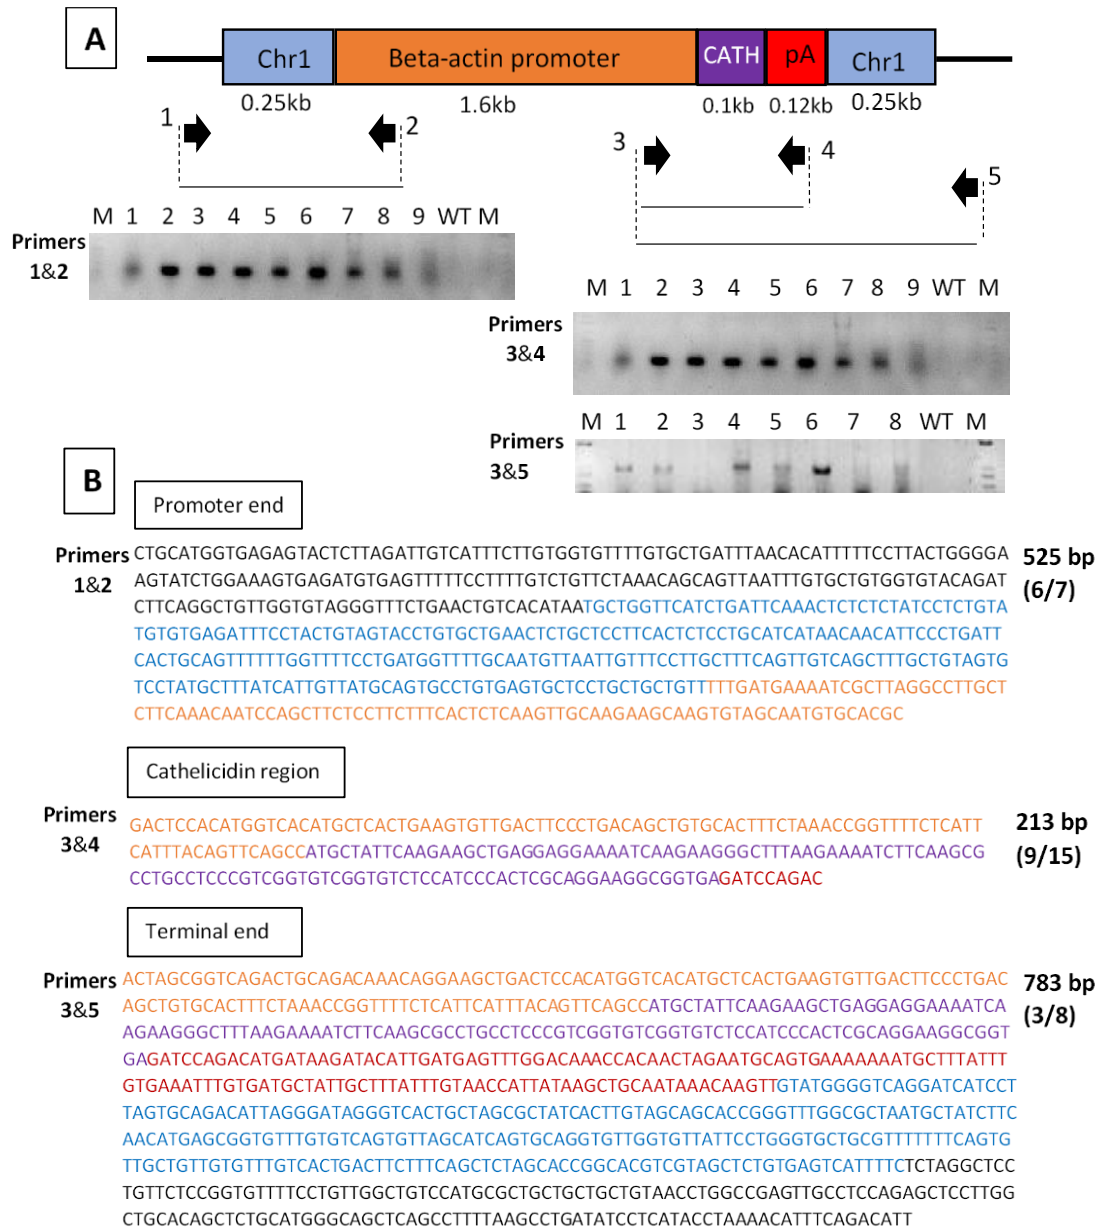 A
Chr1
Beta-actin promoter
CATH
pA
Chr1
0.25kb
1.6kb
0.1kb
0.12kb
0.25kb
1
2
3
4
5
M 1 2 3 4 5 6 7 8 9 WT M
Primers
1&2
M 1 2 3 4 5 6 7 8 9 WT M
Primers
3&4
M 1 2 3 4 5 6 7 8 WT M
Primers
3&5
B
Promoter end
Primers
1&2
CTGCATGGTGAGAGTACTCTTAGATTGTCATTTCTTGTGGTGTTTTGTGCTGATTTAACACATTTTTCCTTACTGGGGA
AGTATCTGGAAAGTGAGATGTGAGTTTTTCCTTTTGTCTGTTCTAAACAGCAGTTAATTTGTGCTGTGGTGTACAGAT
CTTCAGGCTGTTGGTGTAGGGTTTCTGAACTGTCACATAATGCTGGTTCATCTGATTCAAACTCTCTCTATCCTCTGTA
TGTGTGAGATTTCCTACTGTAGTACCTGTGCTGAACTCTGCTCCTTCACTCTCCTGCATCATAACAACATTCCCTGATT
CACTGCAGTTTTTTGGTTTTCCTGATGGTTTTGCAATGTTAATTGTTTCCTTGCTTTCAGTTGTCAGCTTTGCTGTAGTG
TCCTATGCTTTATCATTGTTATGCAGTGCCTGTGAGTGCTCCTGCTGCTGTTTTTGATGAAAATCGCTTAGGCCTTGCT
CTTCAAACAATCCAGCTTCTCCTTCTTTCACTCTCAAGTTGCAAGAAGCAAGTGTAGCAATGTGCACGC
525 bp
(6/7)
Cathelicidin region
Primers
3&4
GACTCCACATGGTCACATGCTCACTGAAGTGTTGACTTCCCTGACAGCTGTGCACTTTCTAAACCGGTTTTCTCATT
CATTTACAGTTCAGCCATGCTATTCAAGAAGCTGAGGAGGAAAATCAAGAAGGGCTTTAAGAAAATCTTCAAGCG
CCTGCCTCCCGTCGGTGTCGGTGTCTCCATCCCACTCGCAGGAAGGCGGTGAGATCCAGAC
213 bp
(9/15)
Terminal end
Primers
3&5
ACTAGCGGTCAGACTGCAGACAAACAGGAAGCTGACTCCACATGGTCACATGCTCACTGAAGTGTTGACTTCCCTGAC
AGCTGTGCACTTTCTAAACCGGTTTTCTCATTCATTTACAGTTCAGCCATGCTATTCAAGAAGCTGAGGAGGAAAATCA
AGAAGGGCTTTAAGAAAATCTTCAAGCGCCTGCCTCCCGTCGGTGTCGGTGTCTCCATCCCACTCGCAGGAAGGCGGT
GAGATCCAGACATGATAAGATACATTGATGAGTTTGGACAAACCACAACTAGAATGCAGTGAAAAAAATGCTTTATTT
GTGAAATTTGTGATGCTATTGCTTTATTTGTAACCATTATAAGCTGCAATAAACAAGTTGTATGGGGTCAGGATCATCCT
TAGTGCAGACATTAGGGATAGGGTCACTGCTAGCGCTATCACTTGTAGCAGCACCGGGTTTGGCGCTAATGCTATCTTC
AACATGAGCGGTGTTTGTGTCAGTGTTAGCATCAGTGCAGGTGTTGGTGTTATTCCTGGGTGCTGCGTTTTTTTCAGTG
TTGCTGTTGTGTTTGTCACTGACTTCTTTCAGCTCTAGCACCGGCACGTCGTAGCTCTGTGAGTCATTTTCTCTAGGCTCC
TGTTCTCCGGTGTTTTCCTGTTGGCTGTCCATGCGCTGCTGCTGCTGTAACCTGGCCGAGTTGCCTCCAGAGCTCCTTGG
CTGCACAGCTCTGCATGGGCAGCTCAGCCTTTTAAGCCTGATATCCTCATACCTAAAACATTTCAGACATT
783 bp
(3/8)